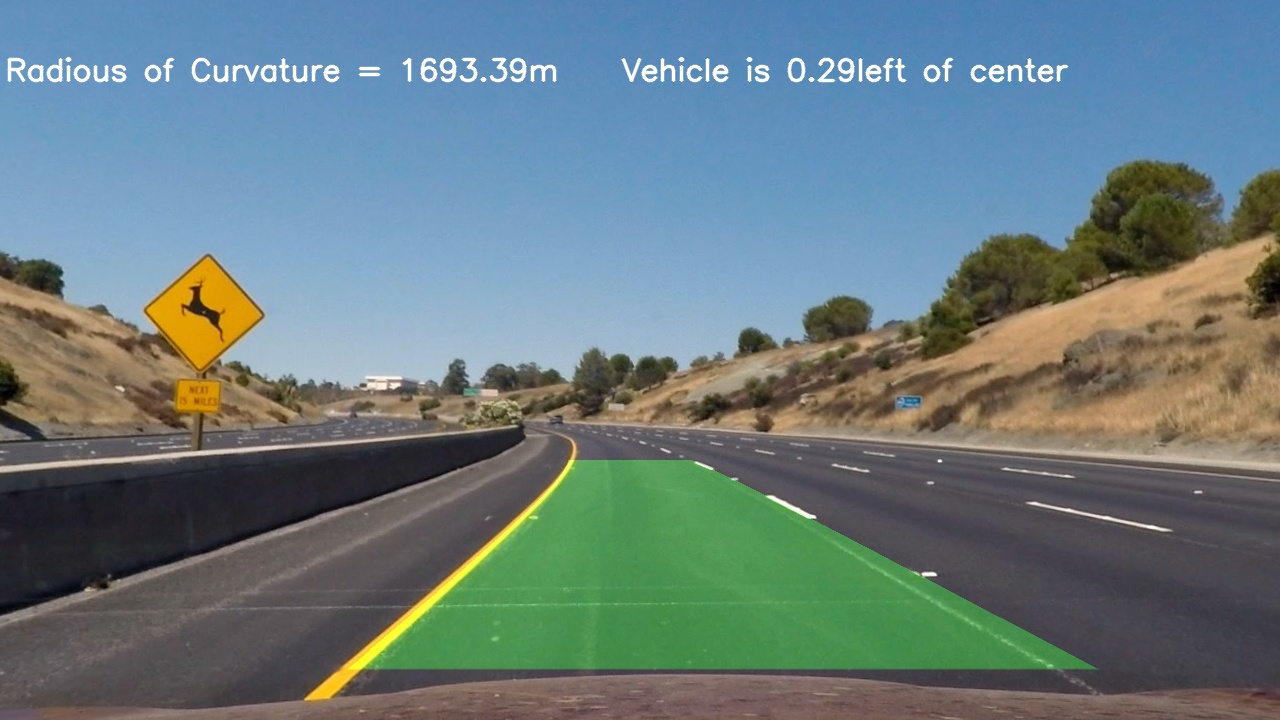 Radious of Curvature = 1693.39m Vehicle is 0.29left of center
NEXT
15 MILES